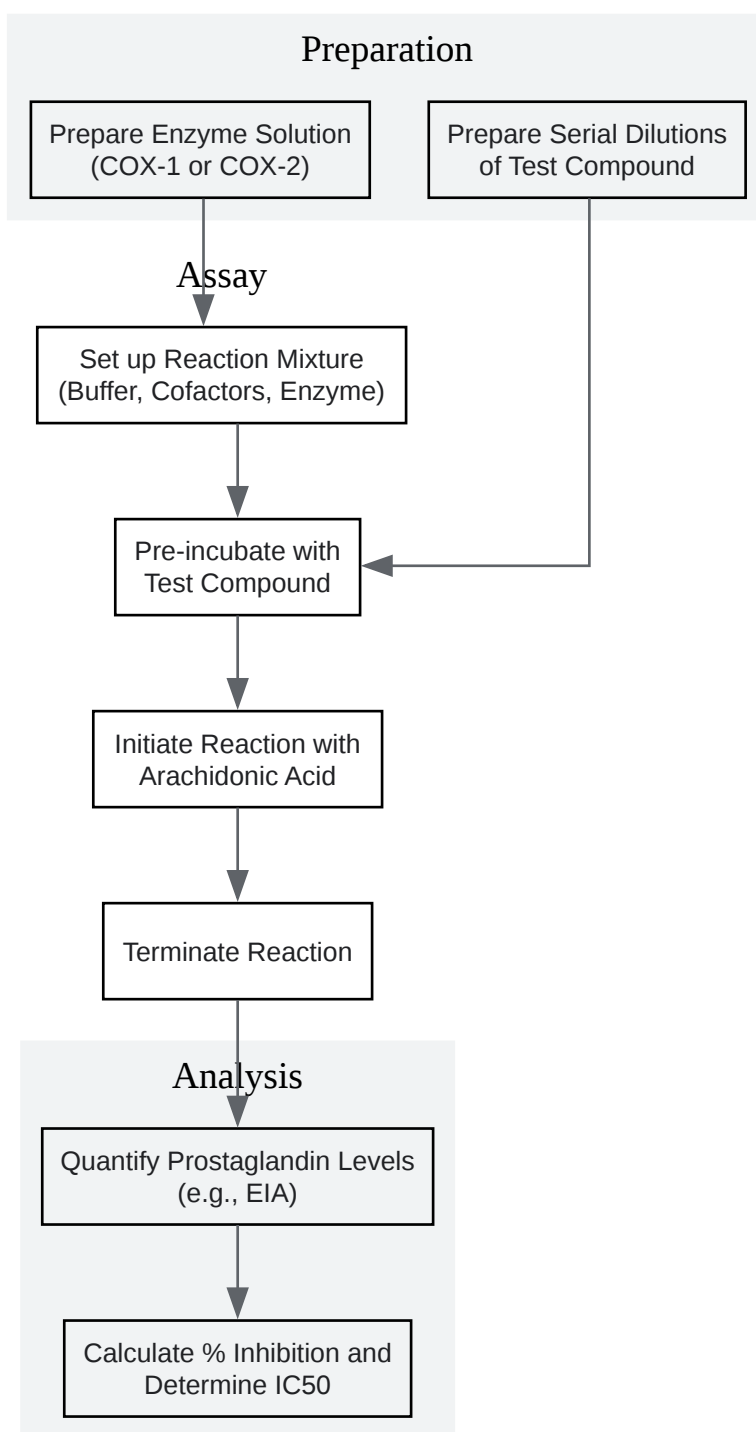 Preparation
Prepare Enzyme Solution
(COX-1 or COX-2)
Prepare Serial Dilutions
of Test Compound
Assay
Set up Reaction Mixture
(Buffer, Cofactors, Enzyme)
Pre-incubate with
Test Compound
Initiate Reaction with
Arachidonic Acid
Terminate Reaction
Analysis
Quantify Prostaglandin Levels
(e.g., EIA)
Calculate % Inhibition and
Determine IC50